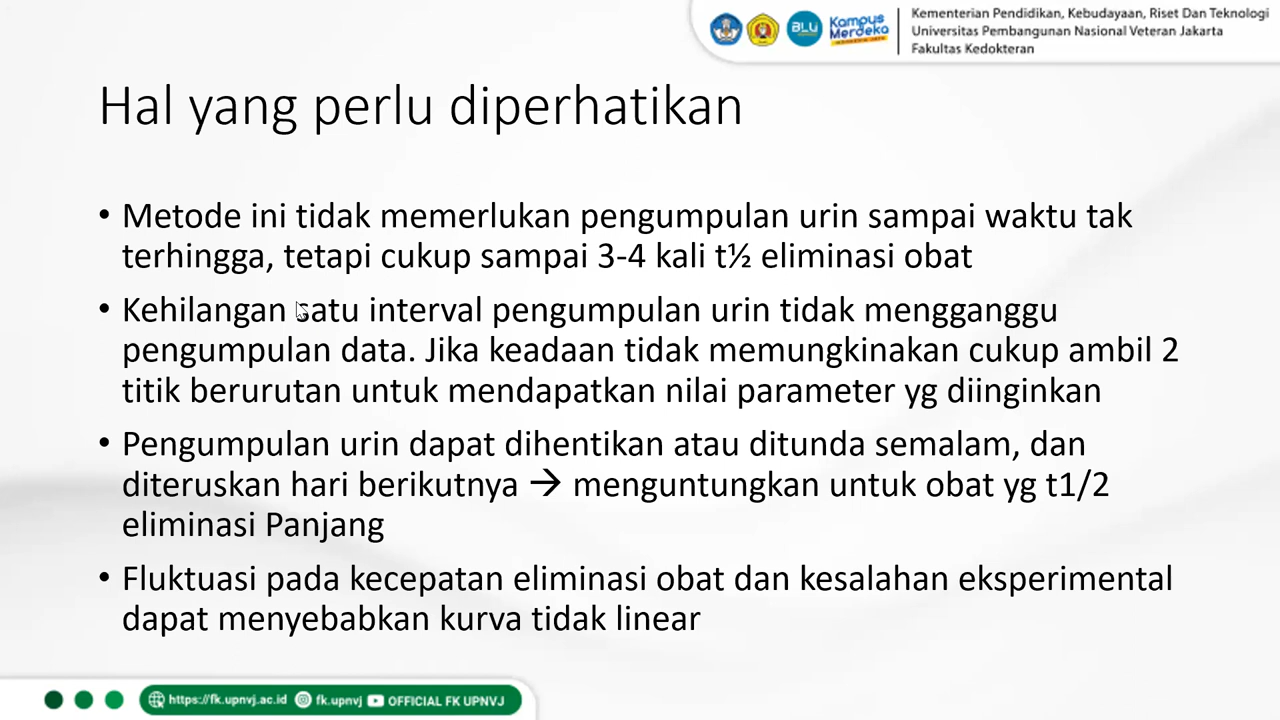 BLU
Kampus
Merdeka
Kementerian Pendidikan, Kebudayaan, Riset Dan Teknologi
Universitas Pembangunan Nasional Veteran Jakarta
Fakultas Kedokteran
Hal yang perlu diperhatikan
• Metode ini tidak memerlukan pengumpulan urin sampai waktu tak
terhingga, tetapi cukup sampai 3-4 kali t½ eliminasi obat
• Kehilangan satu interval pengumpulan urin tidak mengganggu
pengumpulan data. Jika keadaan tidak memungkinakan cukup ambil 2
titik berurutan untuk mendapatkan nilai parameter yg diinginkan
• Pengumpulan urin dapat dihentikan atau ditunda semalam, dan
diteruskan hari berikutnya → menguntungkan untuk obat yg t1/2
eliminasi Panjang
• Fluktuasi pada kecepatan eliminasi obat dan kesalahan eksperimental
dapat menyebabkan kurva tidak linear
https://fk.upnvj.ac.id fk.upnvj OFFICIAL FK UPNVJ